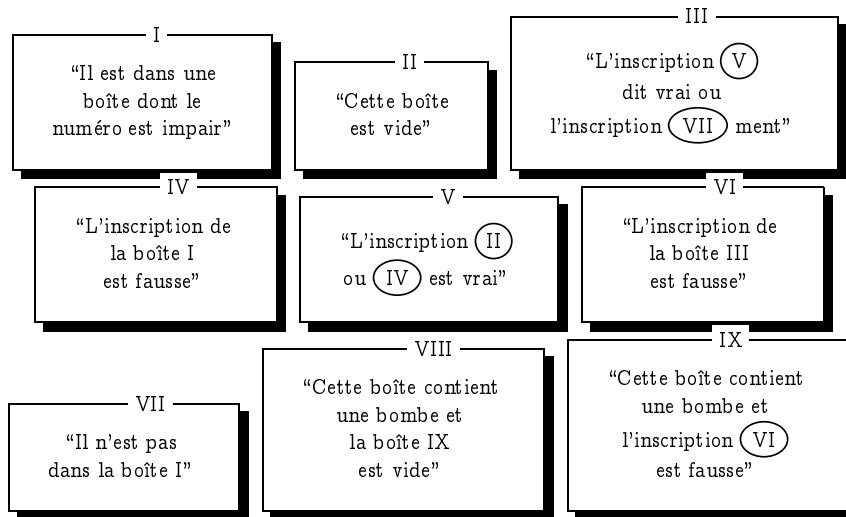 I
“Il est dans une
boîte dont le
numéro est impair”
II
“Cette boîte
est vide”
III
“L'inscription V
dit vrai ou
l'inscription VII ment”
IV
“L'inscription de
la boîte I
est fausse”
V
“L'inscription II
ou IV est vrai”
VI
“L'inscription de
la boîte III
est fausse”
VII
“Il n'est pas
dans la boîte I”
VIII
“Cette boîte contient
une bombe et
la boîte IX
est vide”
IX
“Cette boîte contient
une bombe et
l'inscription VI
est fausse”